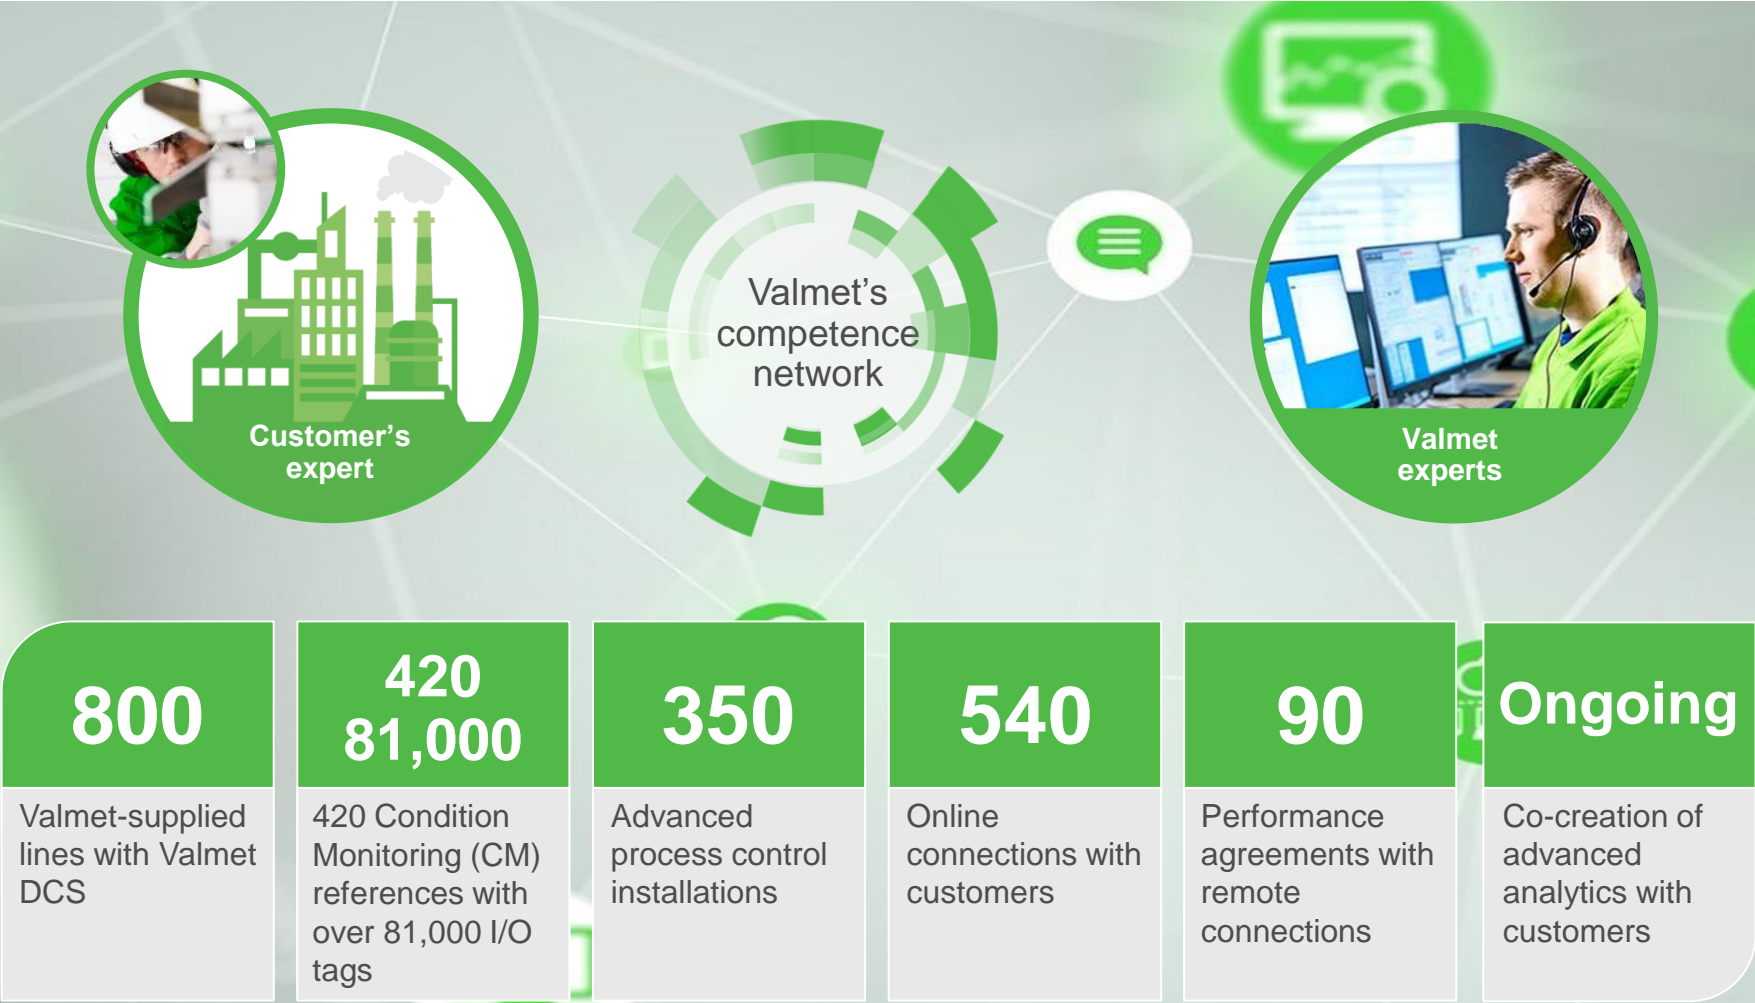 Valmet's
competence
network
Customer's
expert
Valmet
experts
800
Valmet-supplied
lines with Valmet
DCS
420
81,000
420 Condition
Monitoring (CM)
references with
over 81,000 I/O
tags
350
Advanced
process control
installations
540
Online
connections with
customers
90
Performance
agreements with
remote
connections
Ongoing
Co-creation of
advanced
analytics with
customers